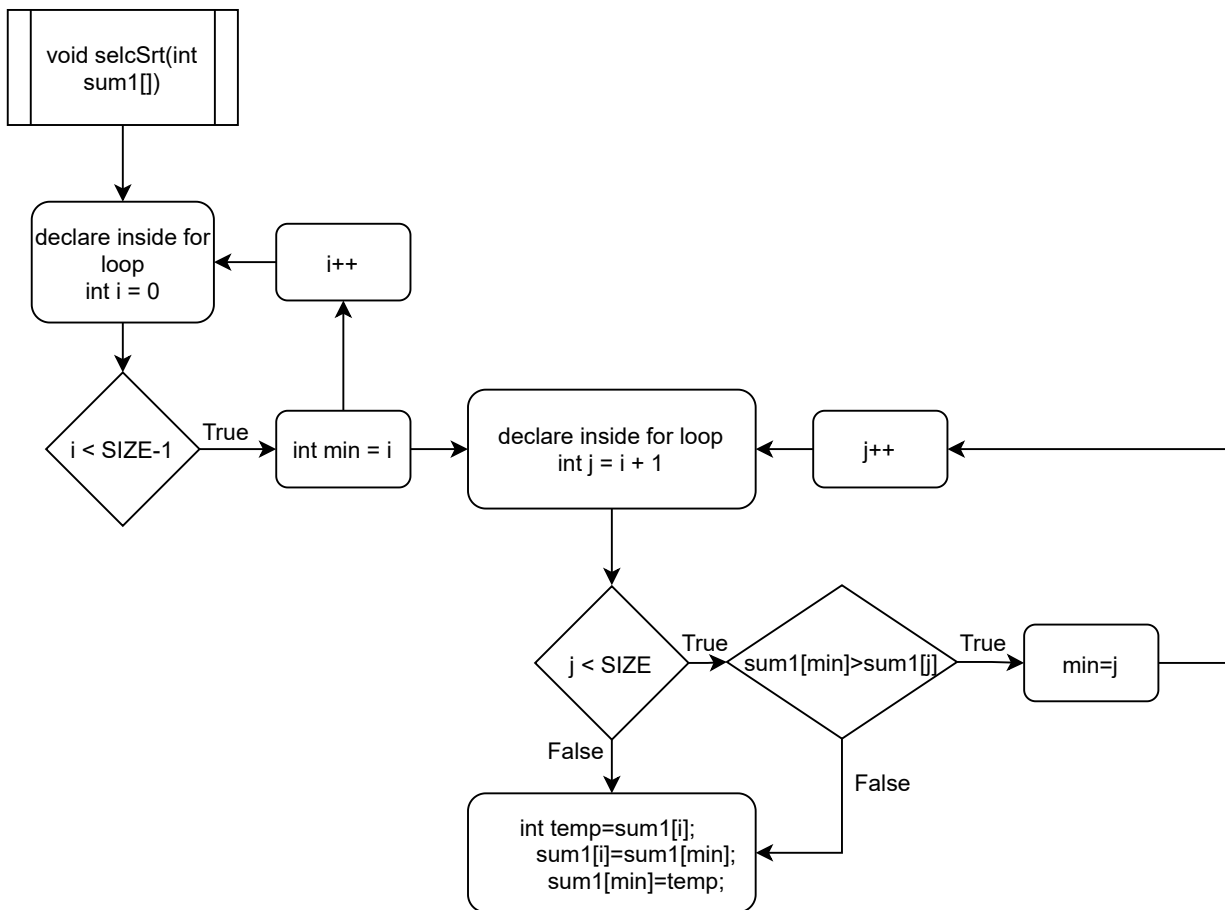 void selcSrt(int
sum1[])
declare inside for
loop
int i = 0
i++
i < SIZE-1
True
int min = i
declare inside for loop
int j = i + 1
j++
j < SIZE
True
sum1[min]>sum1[j]
True
min=j
False
False
int temp=sum1[i];
sum1[i]=sum1[min];
sum1[min]=temp;